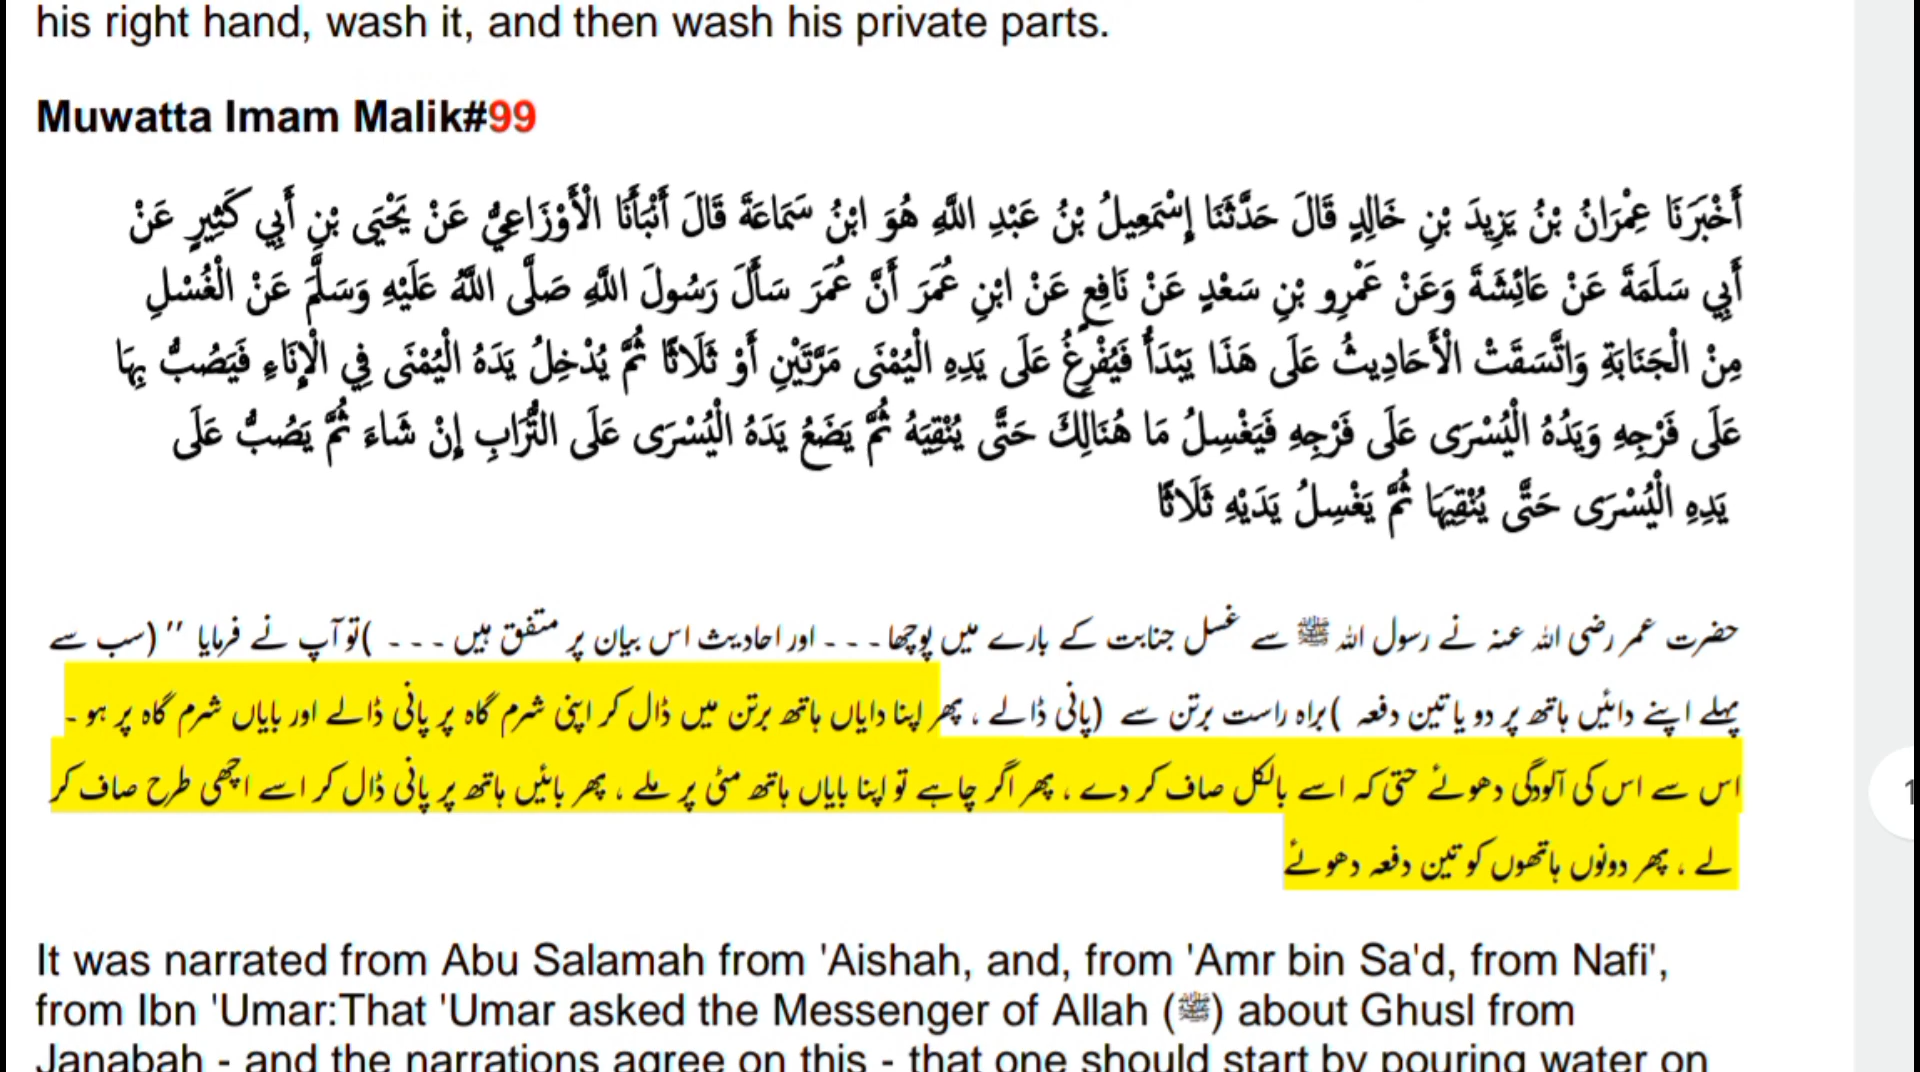 his right hand, wash it, and then wash his private parts.
Muwatta Imam Malik#99
أَخْبَرَنَا عِمْرَانُ بْنُ يَزِيدَ بْنِ خَالِدٍ قَالَ حَدَّثَنَا إِسْمَعِيلُ بْنُ عَبْدِ اللَّهِ هُوَ ابْنُ سَمَاعَةَ قَالَ أَنْبَأَنَا الْأَوْزَاعِيُّ عَنْ يَحْيَى بْنِ أَبِي كَثِيرٍ عَنْ
أَبِي سَلَمَةَ عَنْ عَائِشَةَ وَعَنْ عَمْرِو بْنِ سَعْدٍ عَنْ نَافِعٍ عَنْ ابْنِ عُمَرَ أَنَّ عُمَرَ سَأَلَ رَسُولَ اللَّهِ صَلَّى اللَّهُ عَلَيْهِ وَسَلَّمَ عَنْ الْغُسْلِ
مِنْ الْجَنَابَةِ وَاتَّسَقَتْ الْأَحَادِيثُ عَلَى هَذَا يَبْدَأُ فَيُفْرِغُ عَلَى يَدِهِ الْيُمْنَى مَرَّتَيْنِ أَوْ ثَلَاثًا ثُمَّ يُدْخِلُ يَدَهُ الْيُمْنَى فِي الْإِنَاءِ فَيَصُبُّ بِهَا
عَلَى فَرْجِهِ وَيَدُهُ الْيُسْرَى عَلَى فَرْجِهِ فَيَغْسِلُ مَا هُنَالِكَ حَتَّى يُنْقِيَهُ ثُمَّ يَضَعُ يَدَهُ الْيُسْرَى عَلَى التُّرَابِ إِنْ شَاءَ ثُمَّ يَصُبُّ عَلَى
يَدِهِ الْيُسْرَى حَتَّى يُنْقِيَهَا ثُمَّ يَغْسِلُ يَدَيْهِ ثَلَاثًا
حضرت عمر رضی اللہ عنہ نے رسول اللہ ﷺ سے غسل جنابت کے بارے میں پوچھا۔۔۔ اور احادیث اس بیان پر متفق ہیں ۔۔۔ )تو آپ نے فرمایا ’’ (سب سے
پہلے اپنے دائیں ہاتھ پر دو یا تین دفعہ )براہ راست برتن سے (پانی ڈالے ، پھر اپنا دایاں ہاتھ برتن میں ڈال کر اپنی شرم گاہ پر پانی ڈالے اور بایاں شرم گاہ پر ہو ۔
اس سے اس کی آلودگی دھوئے حتی کہ اسے بالکل صاف کر دے ، پھر اگر چاہے تو اپنا بایاں ہاتھ مٹی پر ملے ، پھر بائیں ہاتھ پر پانی ڈال کر اسے اچھی طرح صاف کر
لے ، پھر دونوں ہاتھوں کو تین دفعہ دھوئے
It was narrated from Abu Salamah from 'Aishah, and, from 'Amr bin Sa'd, from Nafi',
from Ibn 'Umar:That 'Umar asked the Messenger of Allah (ﷺ) about Ghusl from
Janabah - and the narrations agree on this - that one should start by pouring water on
1